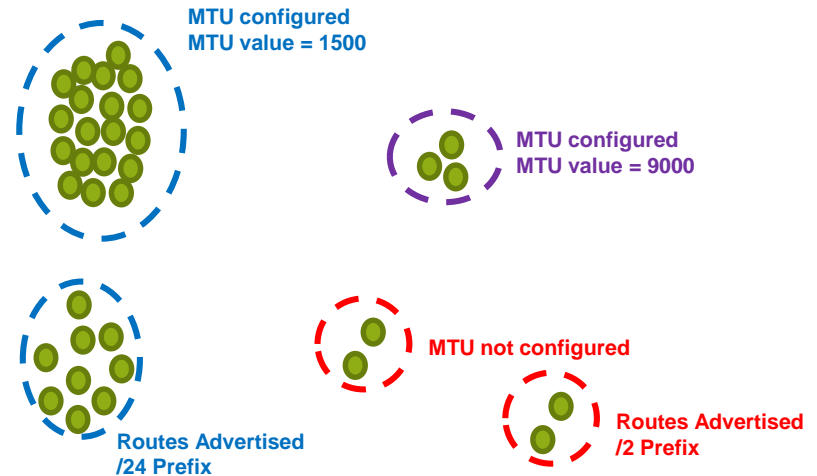 MTU configured
MTU value = 1500
MTU configured
MTU value = 9000
MTU not configured
Routes Advertised
/2 Prefix
Routes Advertised
/24 Prefix